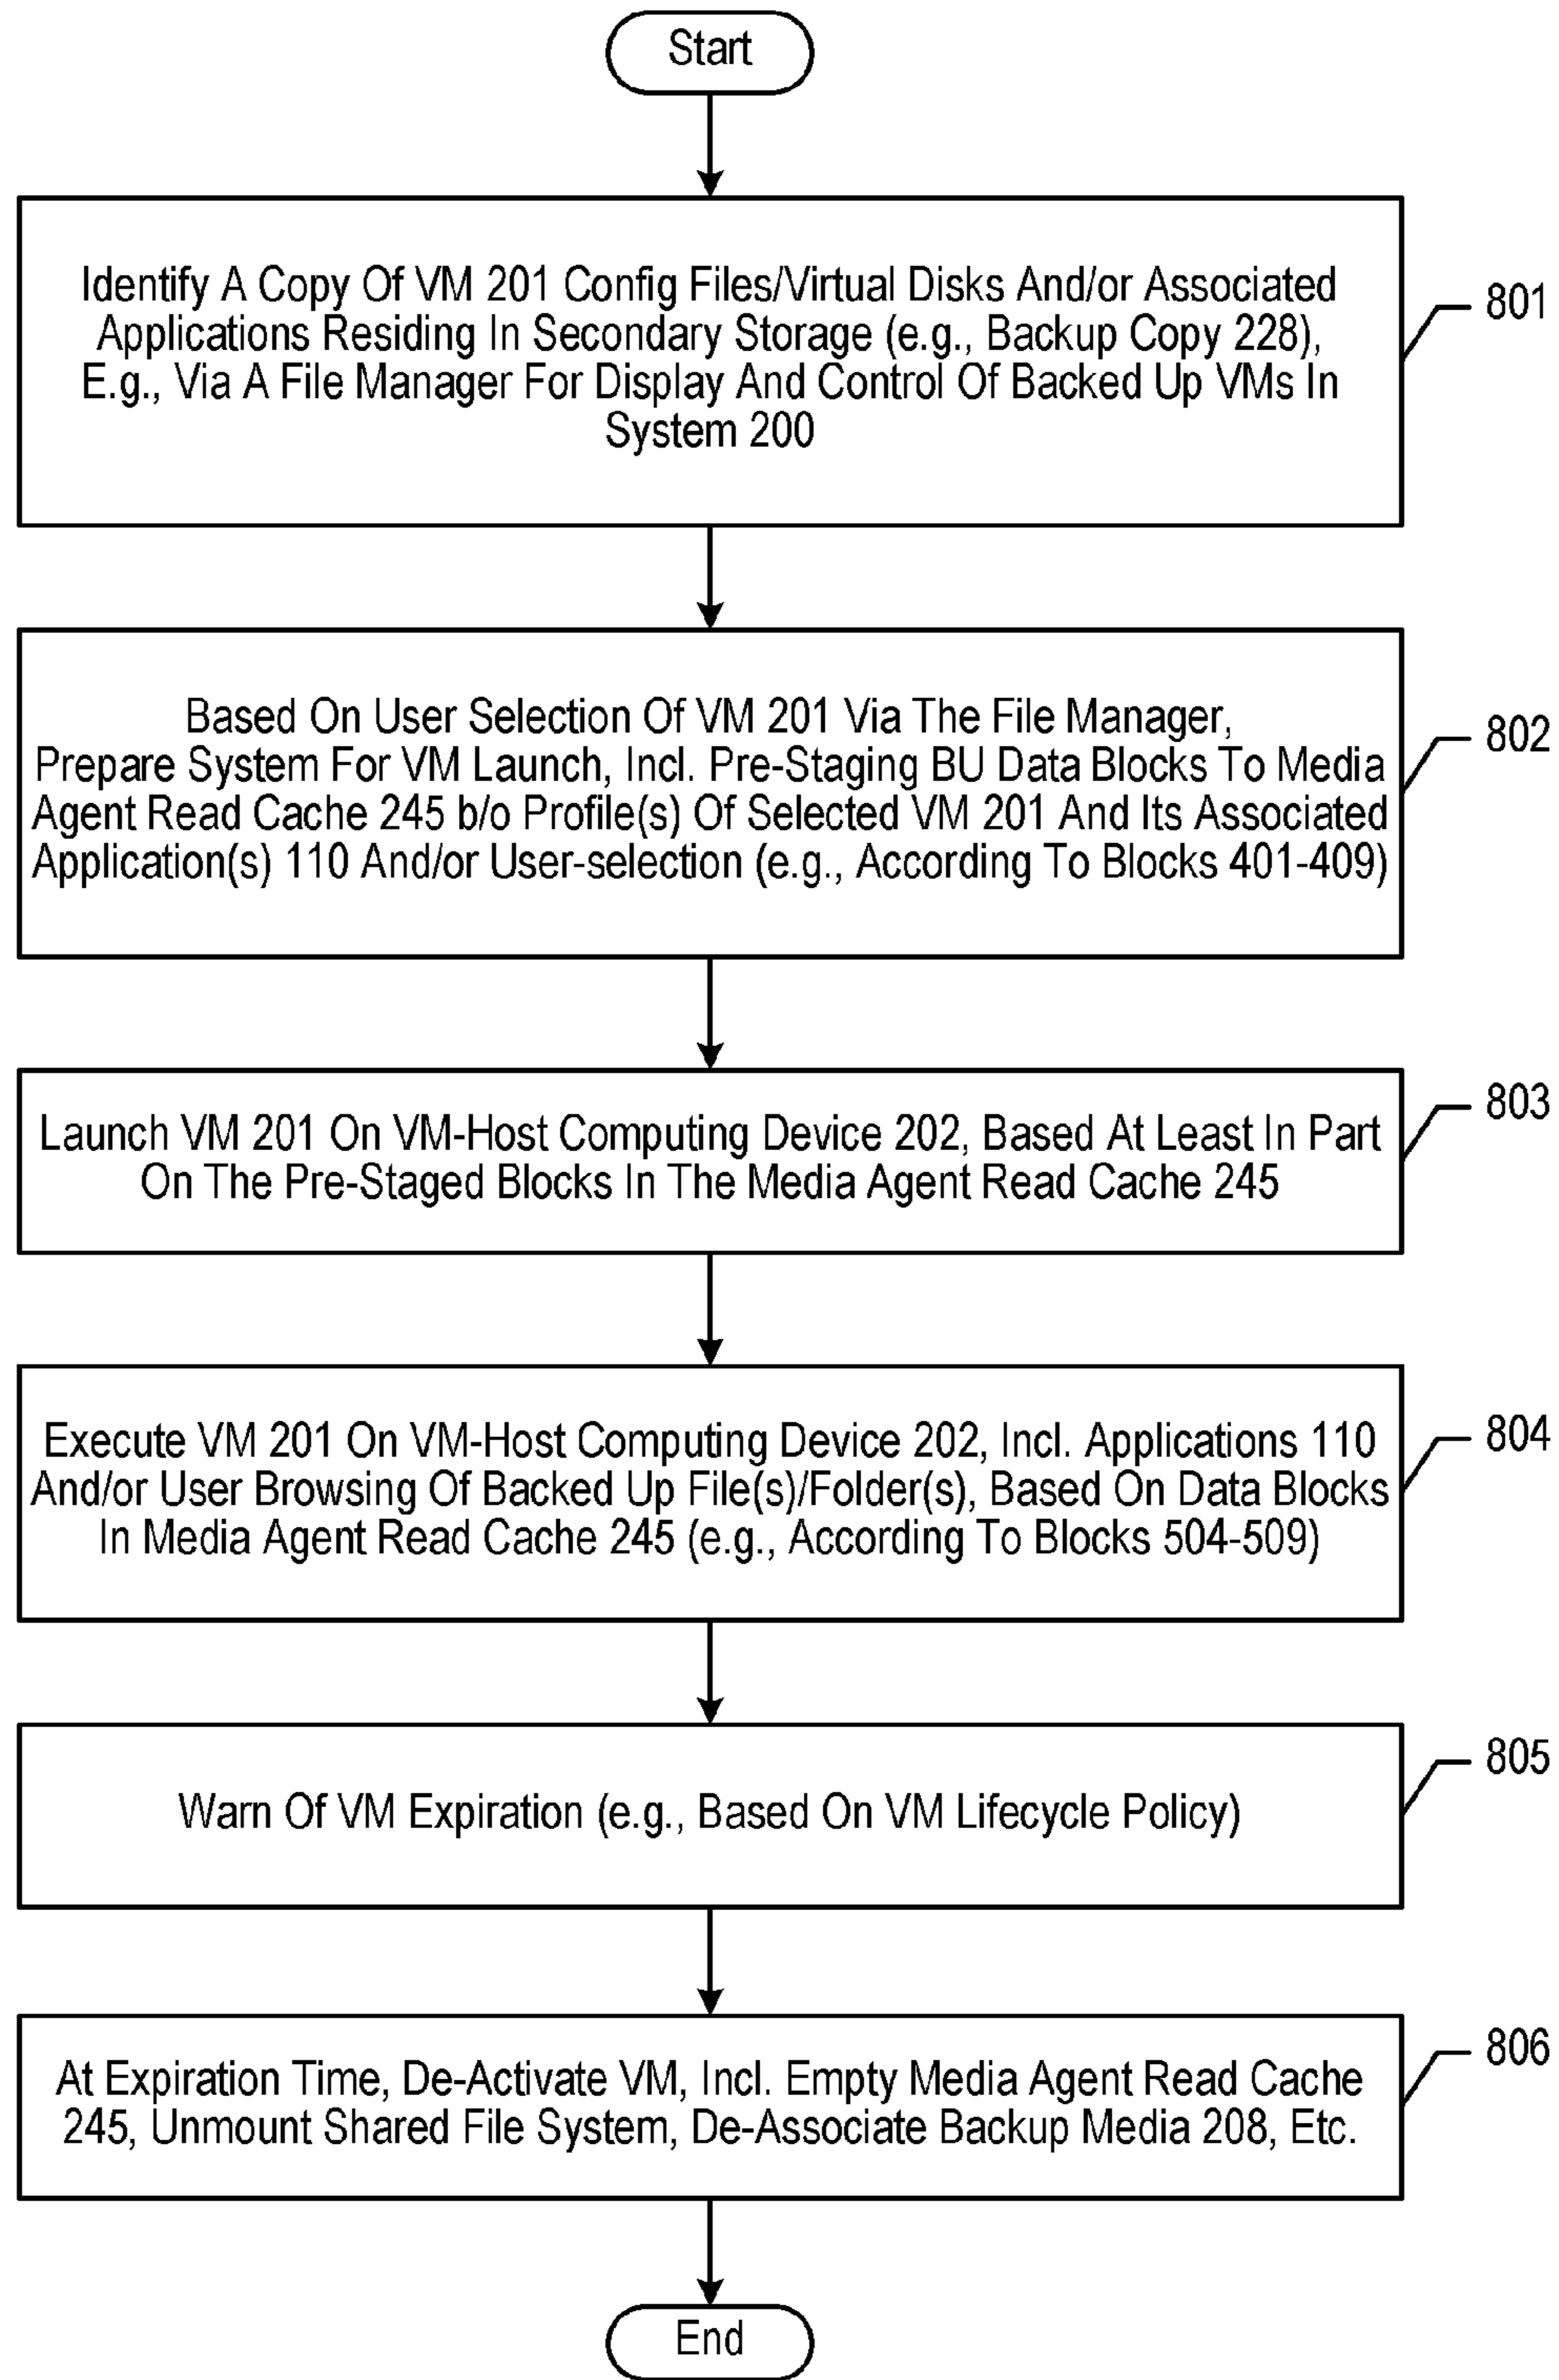 Start
Identify A Copy Of VM 201 Config Files/Virtual Disks And/or Associated
Applications Residing In Secondary Storage (e.g., Backup Copy 228),
E.g., Via A File Manager For Display And Control Of Backed Up VMs In
System 200
801
Based On User Selection Of VM 201 Via The File Manager,
Prepare System For VM Launch, Incl. Pre-Staging BU Data Blocks To Media
Agent Read Cache 245 b/o Profile(s) Of Selected VM 201 And Its Associated
Application(s) 110 And/or User-selection (e.g., According To Blocks 401-409)
802
Launch VM 201 On VM-Host Computing Device 202, Based At Least In Part
On The Pre-Staged Blocks In The Media Agent Read Cache 245
803
Execute VM 201 On VM-Host Computing Device 202, Incl. Applications 110
And/or User Browsing Of Backed Up File(s)/Folder(s), Based On Data Blocks
In Media Agent Read Cache 245 (e.g., According To Blocks 504-509)
804
Warn Of VM Expiration (e.g., Based On VM Lifecycle Policy)
805
At Expiration Time, De-Activate VM, Incl. Empty Media Agent Read Cache
245, Unmount Shared File System, De-Associate Backup Media 208, Etc.
806
End